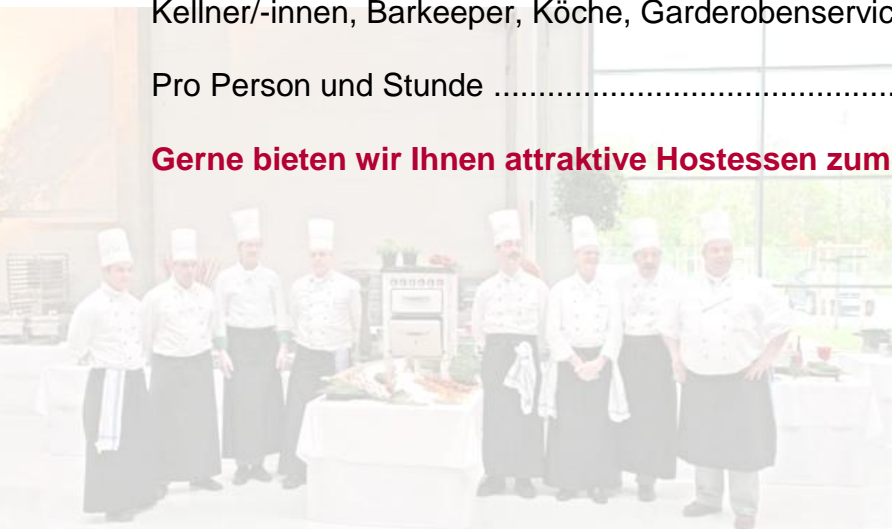 Kellner/-innen, Barkeeper, Köche, Garderobenservic
Pro Person und Stunde .............................................
Gerne bieten wir Ihnen attraktive Hostessen zum